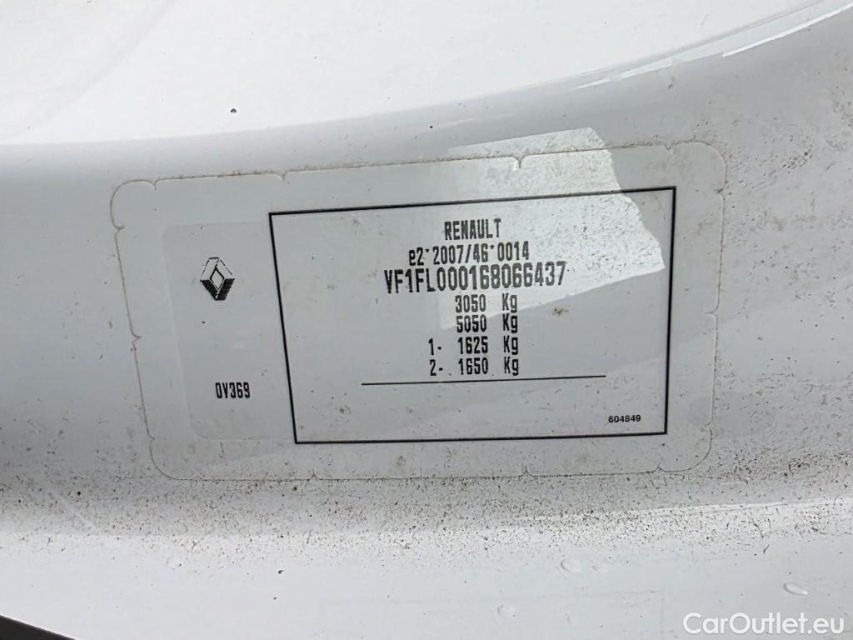 RENAULT
e2*2007/46*0014
VF1FL000168066437
3050 Kg
5050 Kg
1- 1625 Kg
2- 1650 Kg
OV369
604849
CarOutlet.eu